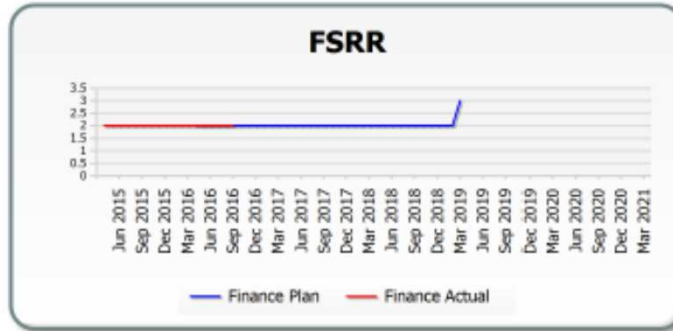 FSRR
3.5
3
2.5
2
1.5
1
0.5
0
Jun 2015
Sep 2015
Dec 2015
Mar 2016
Jun 2016
Sep 2016
Dec 2016
Mar 2017
Jun 2017
Sep 2017
Dec 2017
Mar 2018
Jun 2018
Sep 2018
Dec 2018
Mar 2019
Jun 2019
Sep 2019
Dec 2019
Mar 2020
Jun 2020
Sep 2020
Dec 2020
Mar 2021
Finance Plan Finance Actual